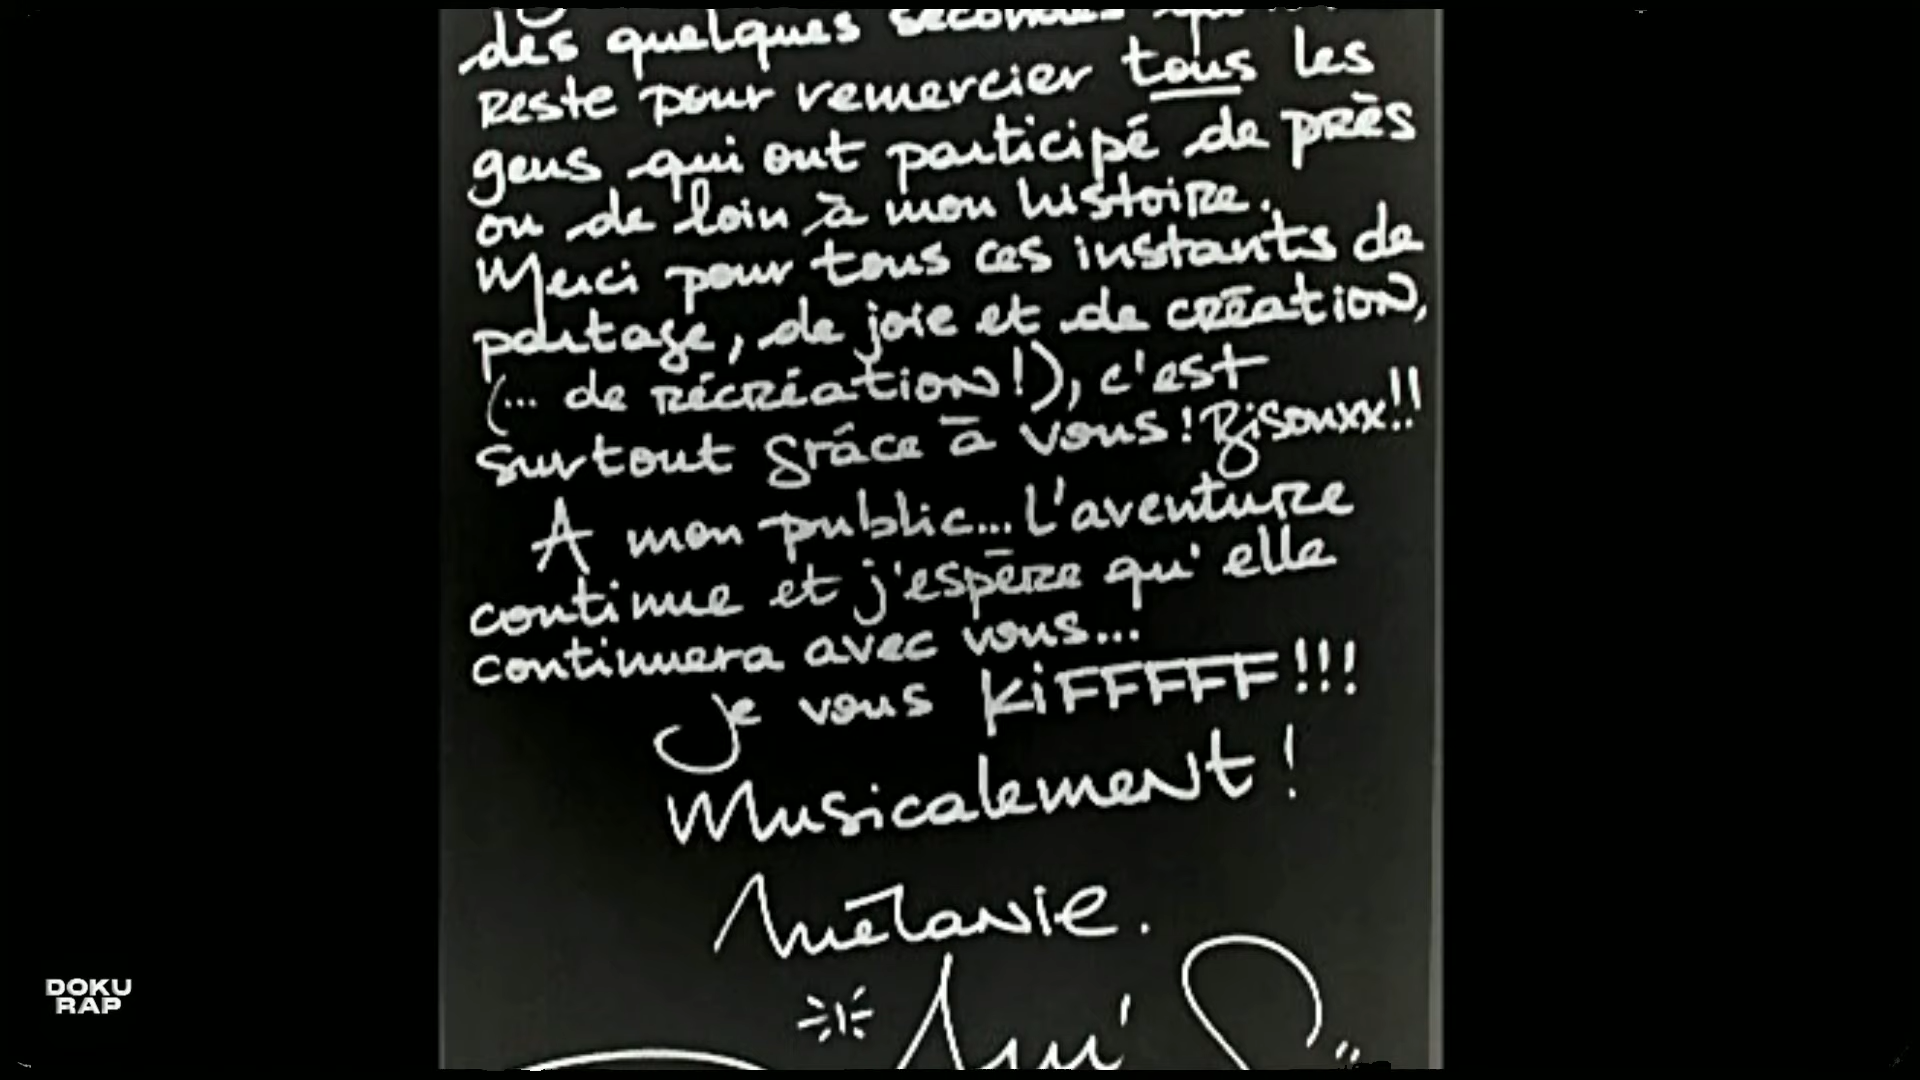 des quelques secondes qu
reste pour remercier tous les
gens qui ont participé de près
ou de loin à mon histoire.
Merci pour tous ces instants de
partage, de joie et de création,
(... de récréation!), c'est
surtout grâce à vous! Bisouxx!!
A mon public... L'aventure
continue et j'espère qu'elle
continuera avec vous...
Je vous KiFFFFF!!!
Musicalement!
Mélanie.
DOKU
RAP